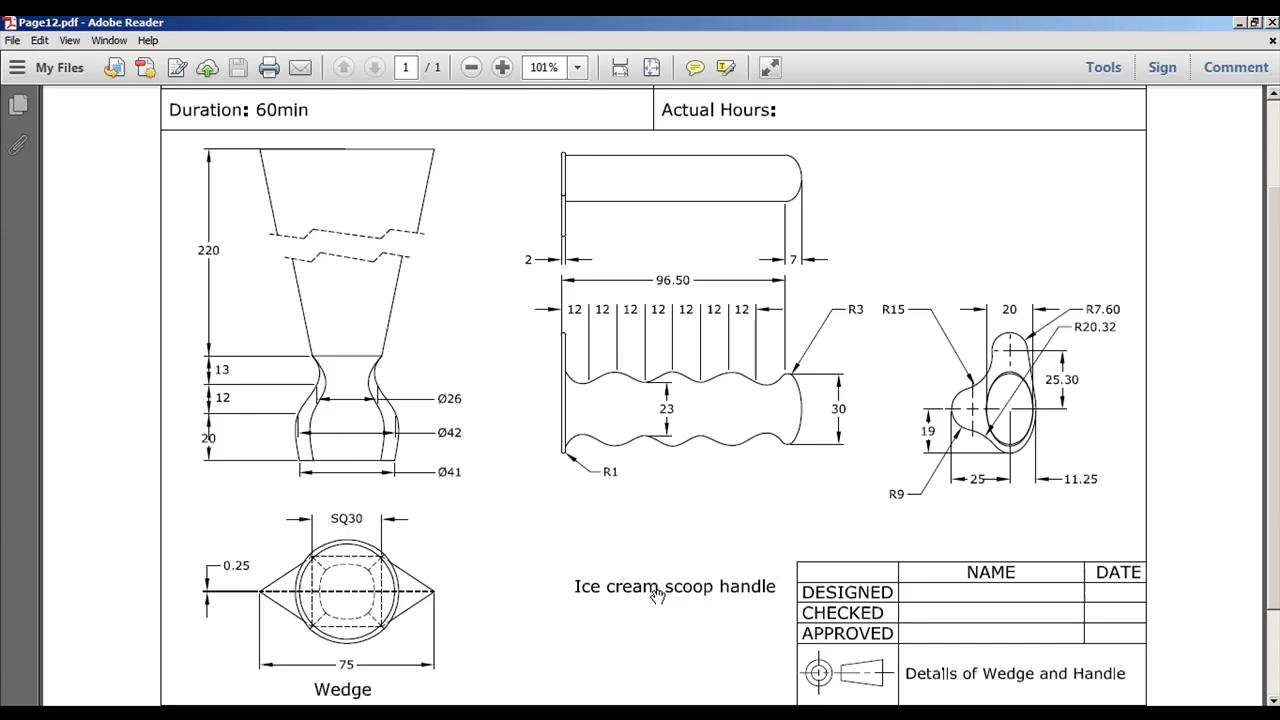 Page12.pdf - Adobe Reader
File Edit View Window Help
My Files 1 / 1 101% Tools Sign Comment
Duration: 60min
Actual Hours:
220
13
12
20
Ø26
Ø42
Ø41
2
7
96.50
12 12 12 12 12 12 12
R3
23
30
R1
R15
20
R7.60
R20.32
25.30
19
25
11.25
R9
SQ30
0.25
75
Wedge
Ice cream scoop handle
NAME DATE
DESIGNED
CHECKED
APPROVED
Details of Wedge and Handle